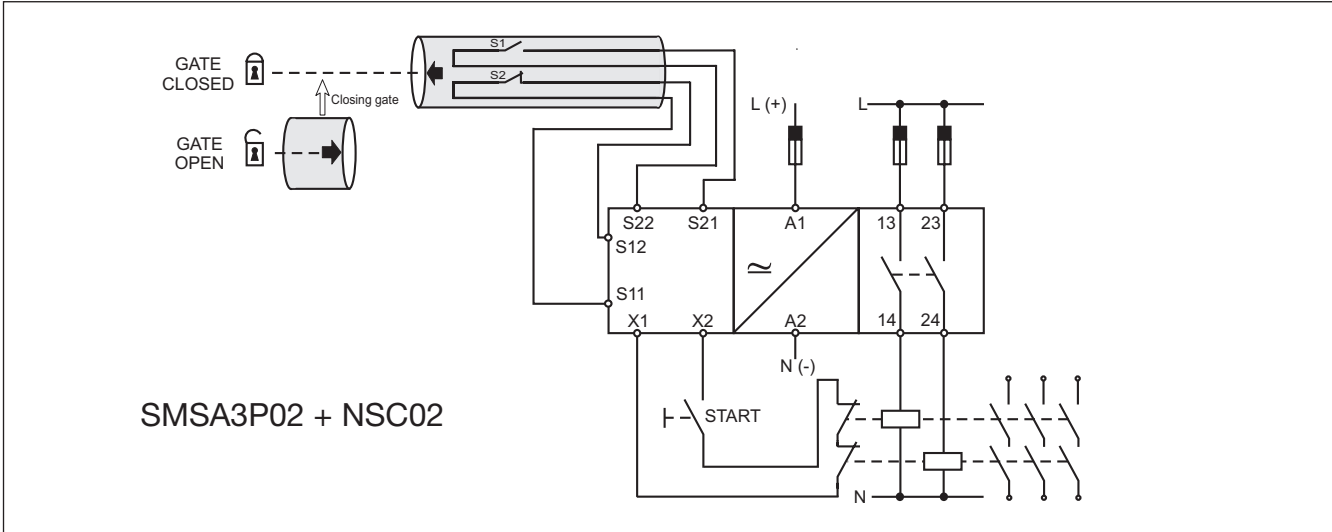 S1
S2
GATE
CLOSED
Closing gate
GATE
OPEN
L (+)
L
S22
S21
A1
13
23
S12
≃
S11
X1
X2
A2
14
24
N (-)
START
SMSA3P02 + NSC02
N